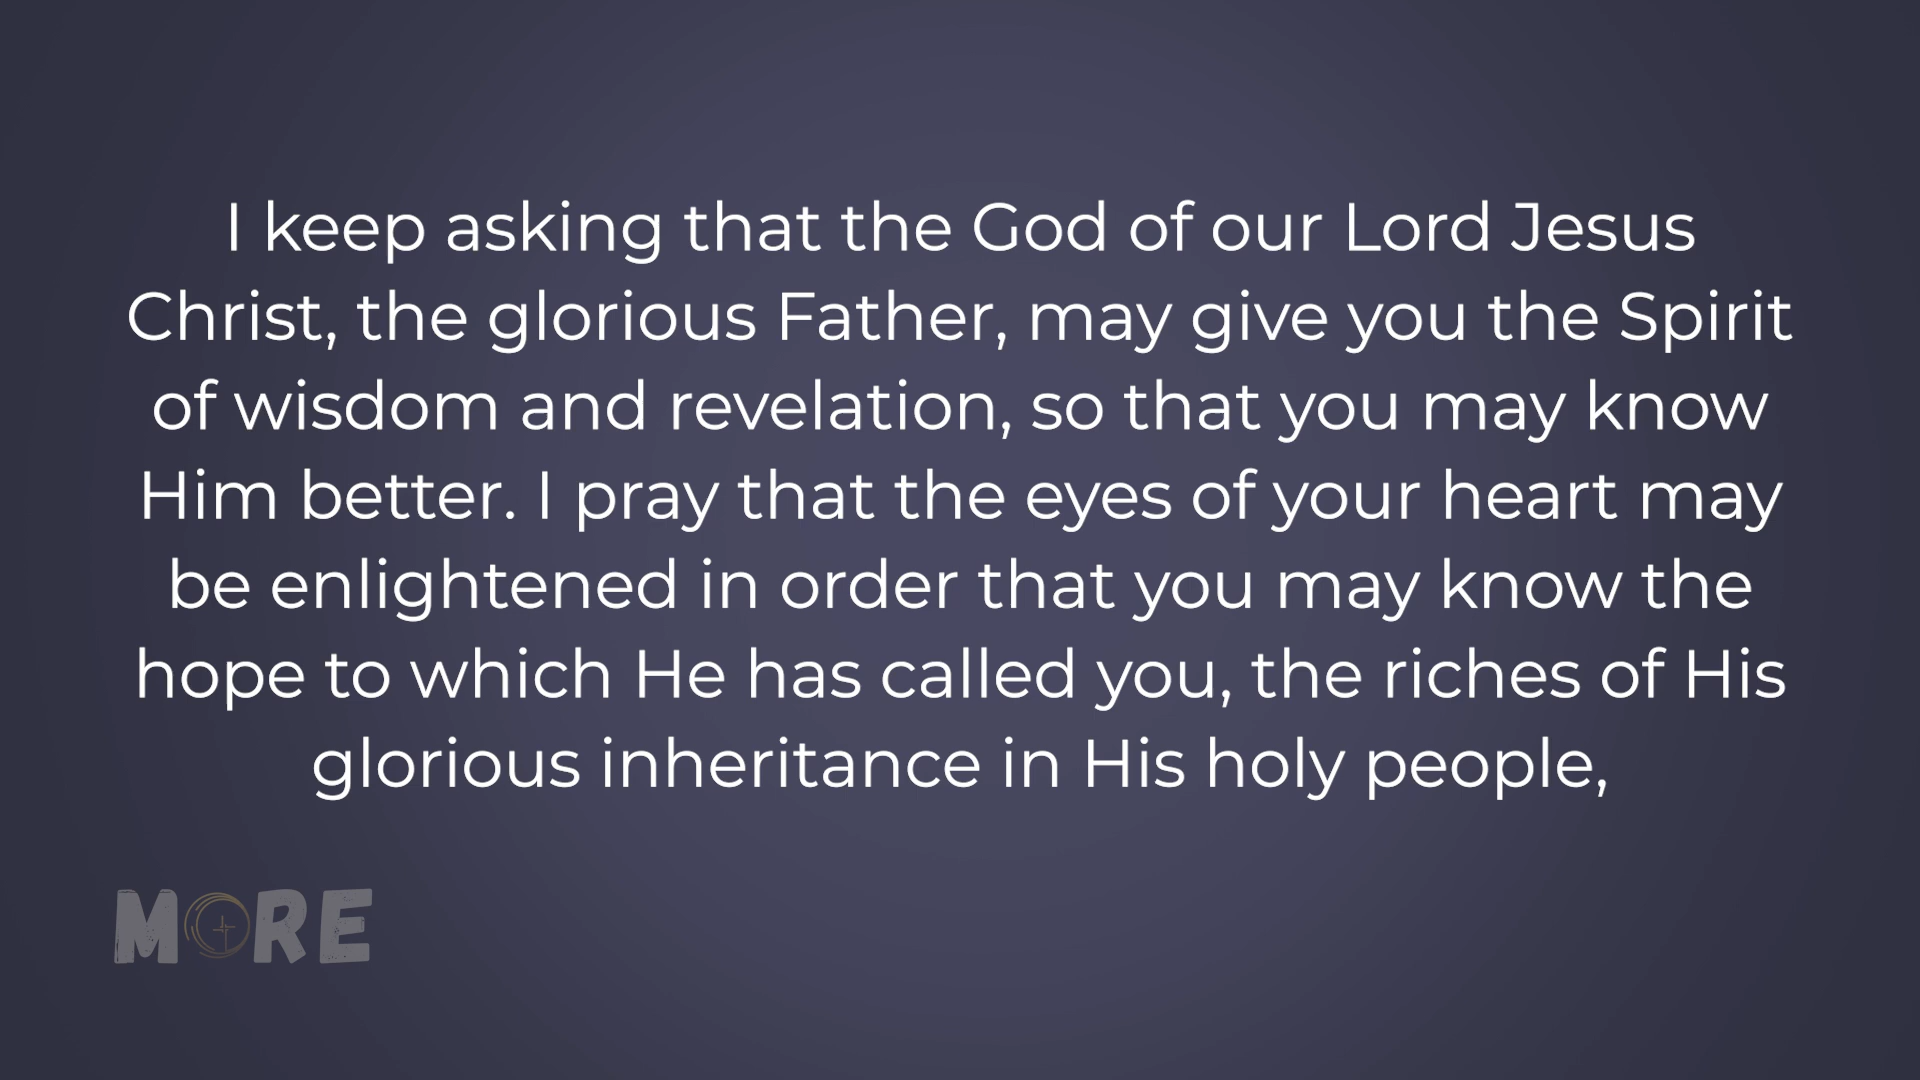 I keep asking that the God of our Lord Jesus
Christ, the glorious Father, may give you the Spirit
of wisdom and revelation, so that you may know
Him better. I pray that the eyes of your heart may
be enlightened in order that you may know the
hope to which He has called you, the riches of His
glorious inheritance in His holy people,
MORE